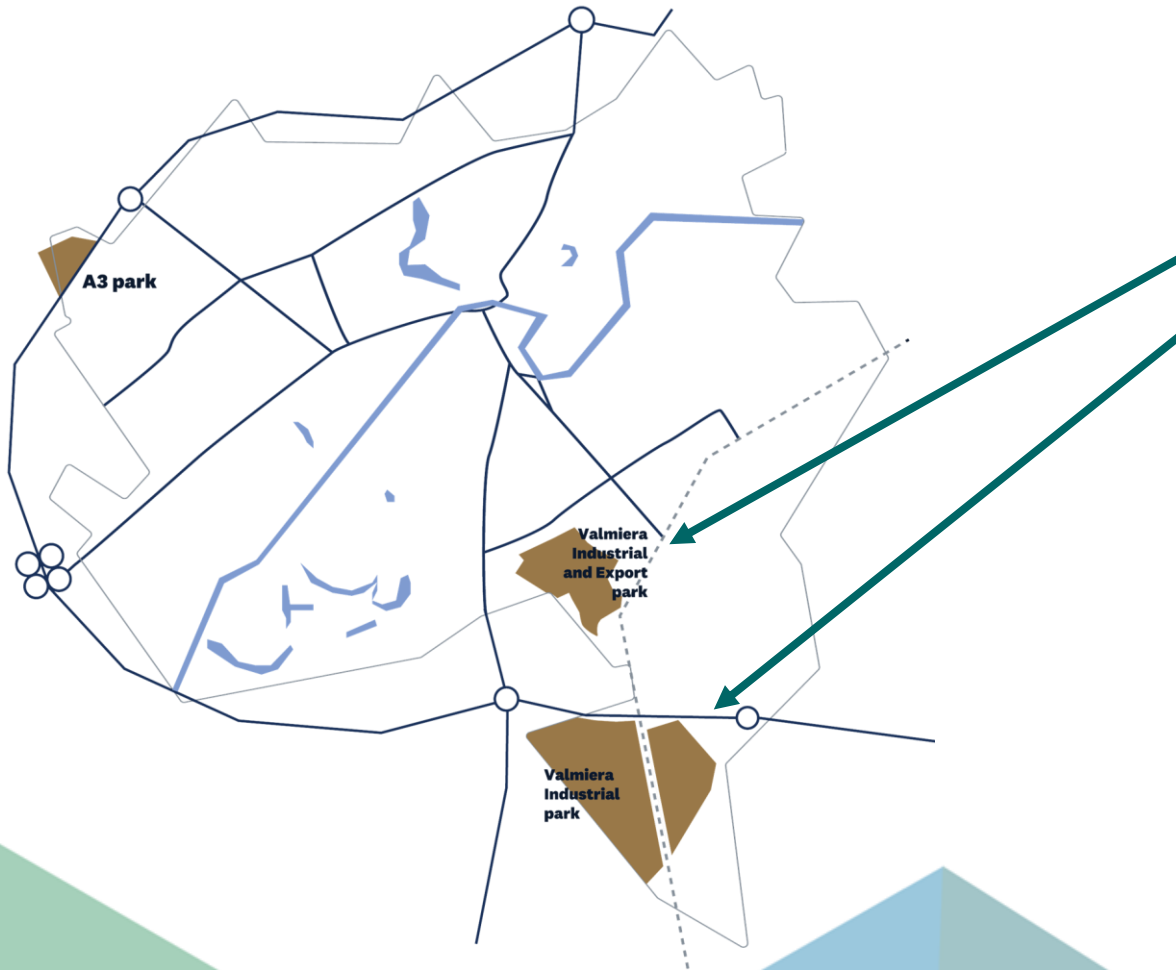 A3 park
Valmiera
Industrial
and Export
park
Valmiera
Industrial
park